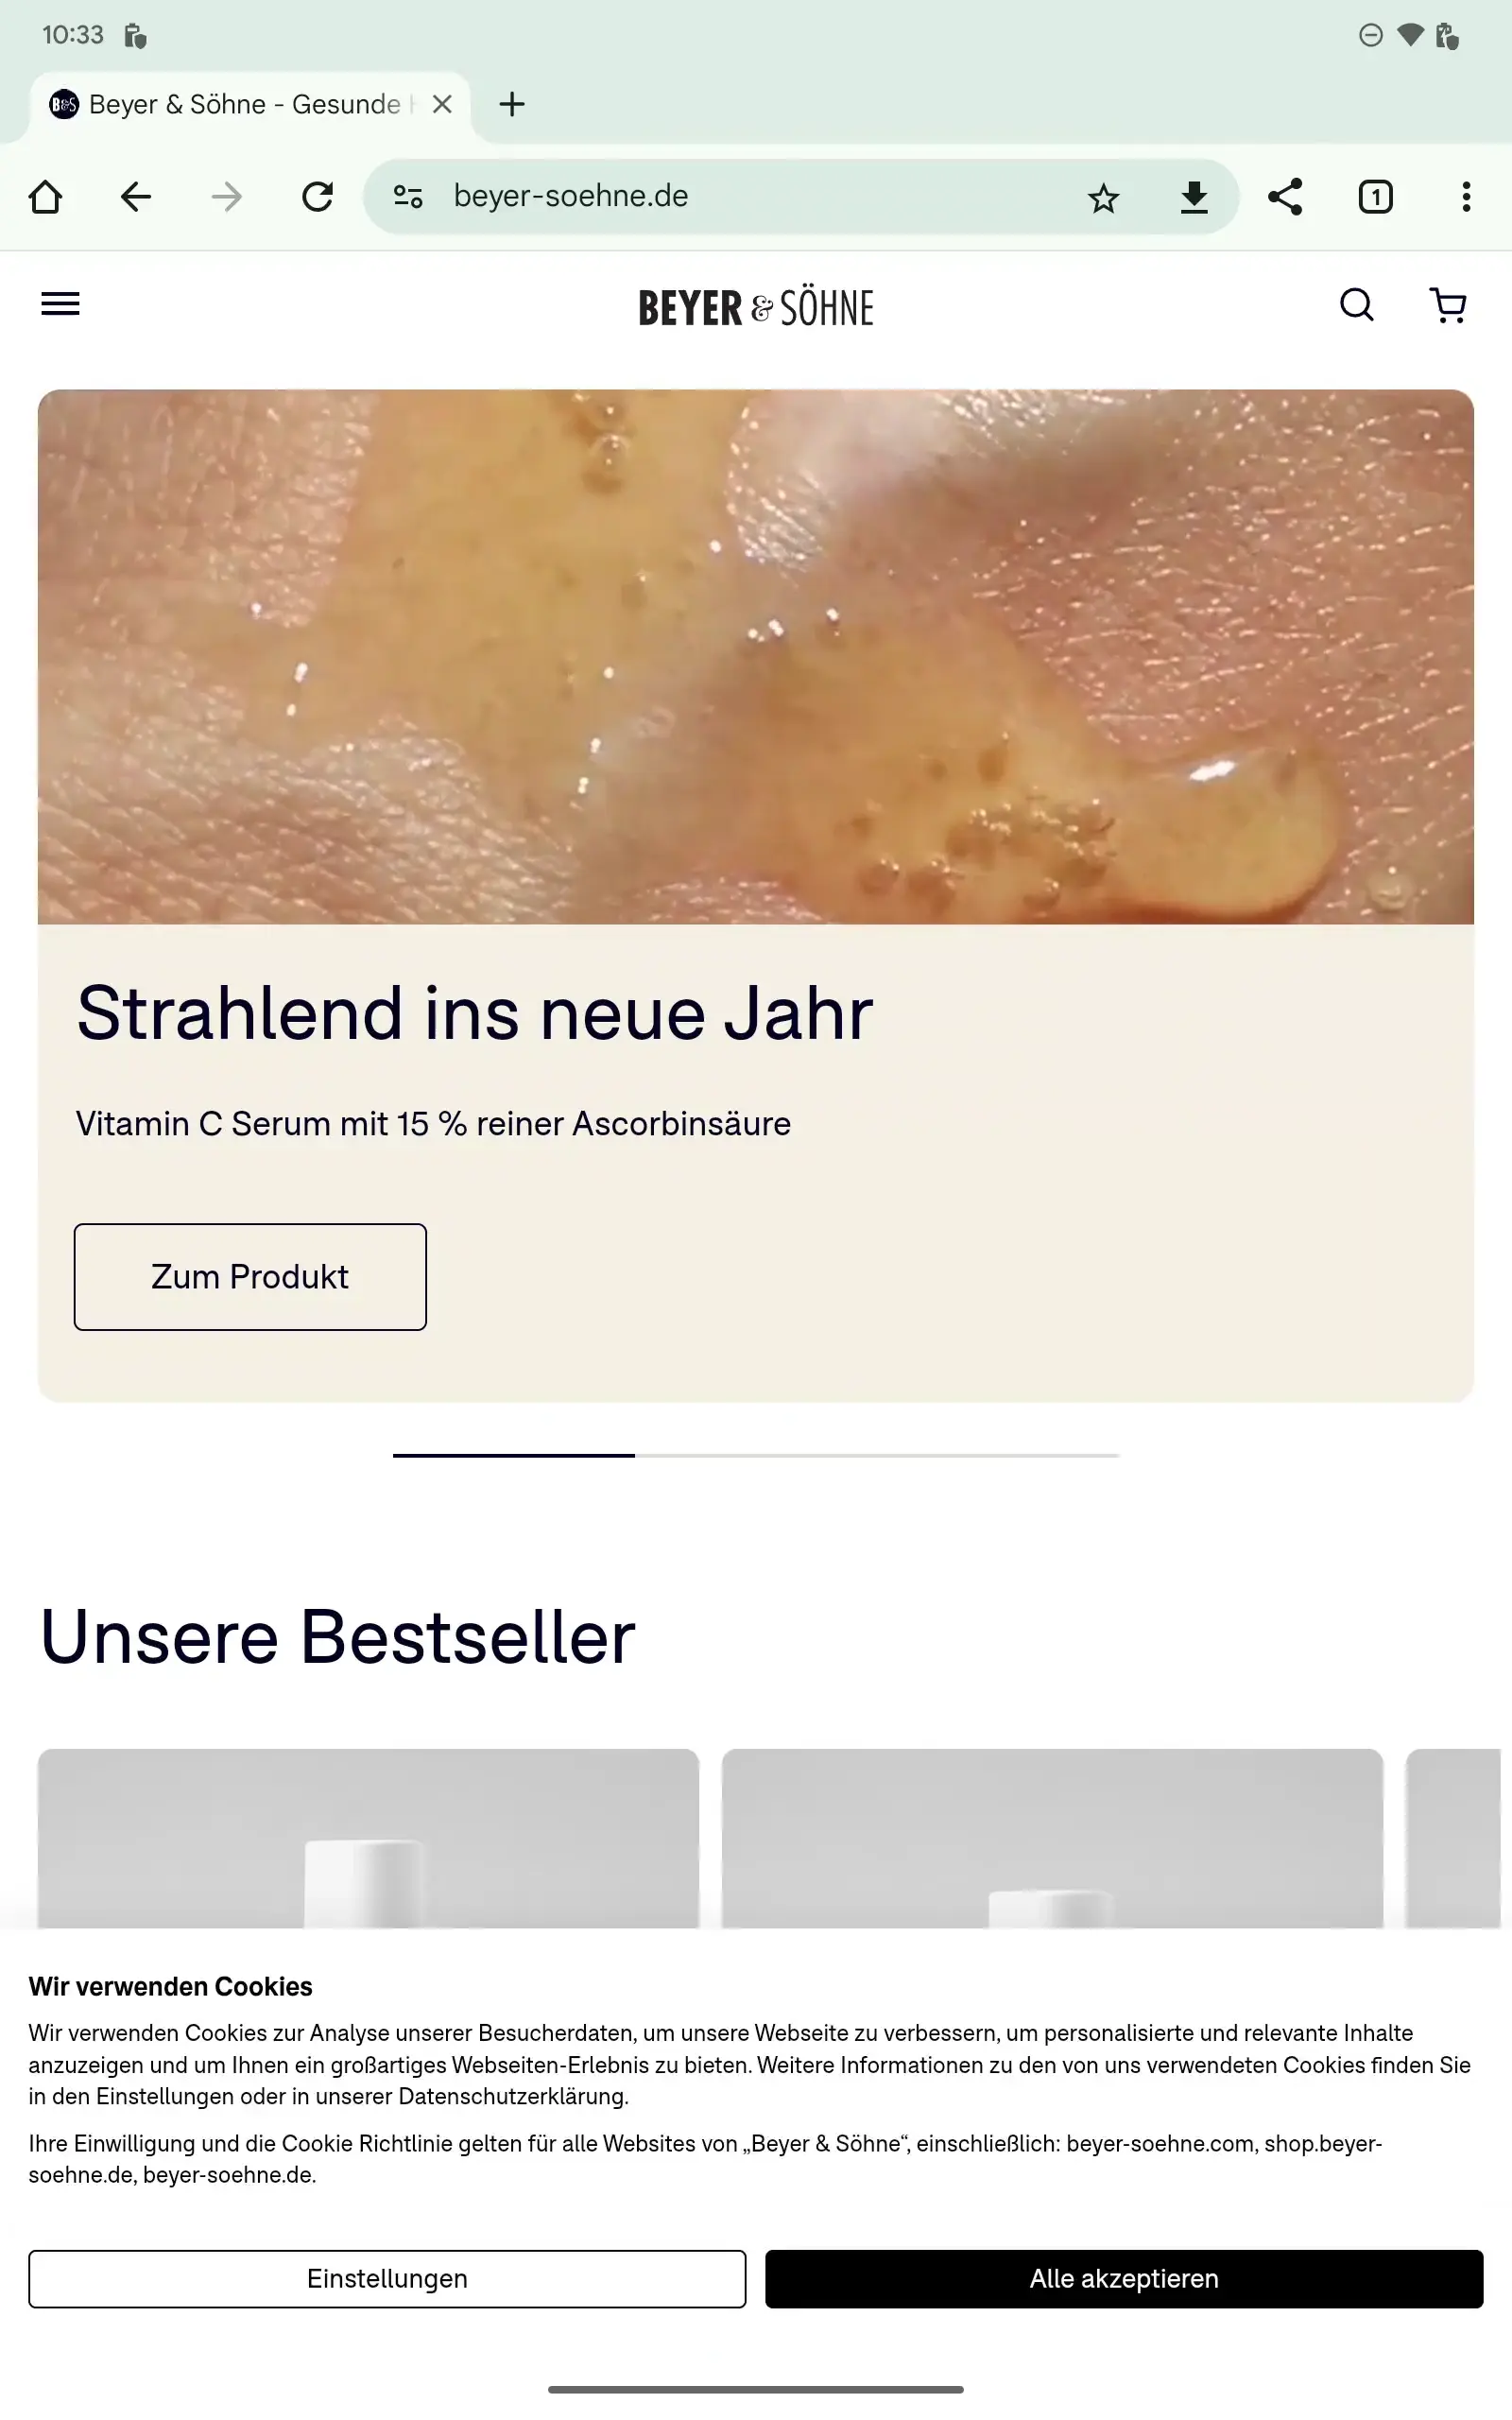 10:33
B&S Beyer & Söhne - Gesunde
beyer-soehne.de
1
BEYER & SÖHNE
Strahlend ins neue Jahr
Vitamin C Serum mit 15 % reiner Ascorbinsäure
Zum Produkt
Unsere Bestseller
Wir verwenden Cookies
Wir verwenden Cookies zur Analyse unserer Besucherdaten, um unsere Webseite zu verbessern, um personalisierte und relevante Inhalte
anzuzeigen und um Ihnen ein großartiges Webseiten-Erlebnis zu bieten. Weitere Informationen zu den von uns verwendeten Cookies finden Sie
in den Einstellungen oder in unserer Datenschutzerklärung.
Ihre Einwilligung und die Cookie Richtlinie gelten für alle Websites von „Beyer & Söhne“, einschließlich: beyer-soehne.com, shop.beyer-
soehne.de, beyer-soehne.de.
Einstellungen
Alle akzeptieren